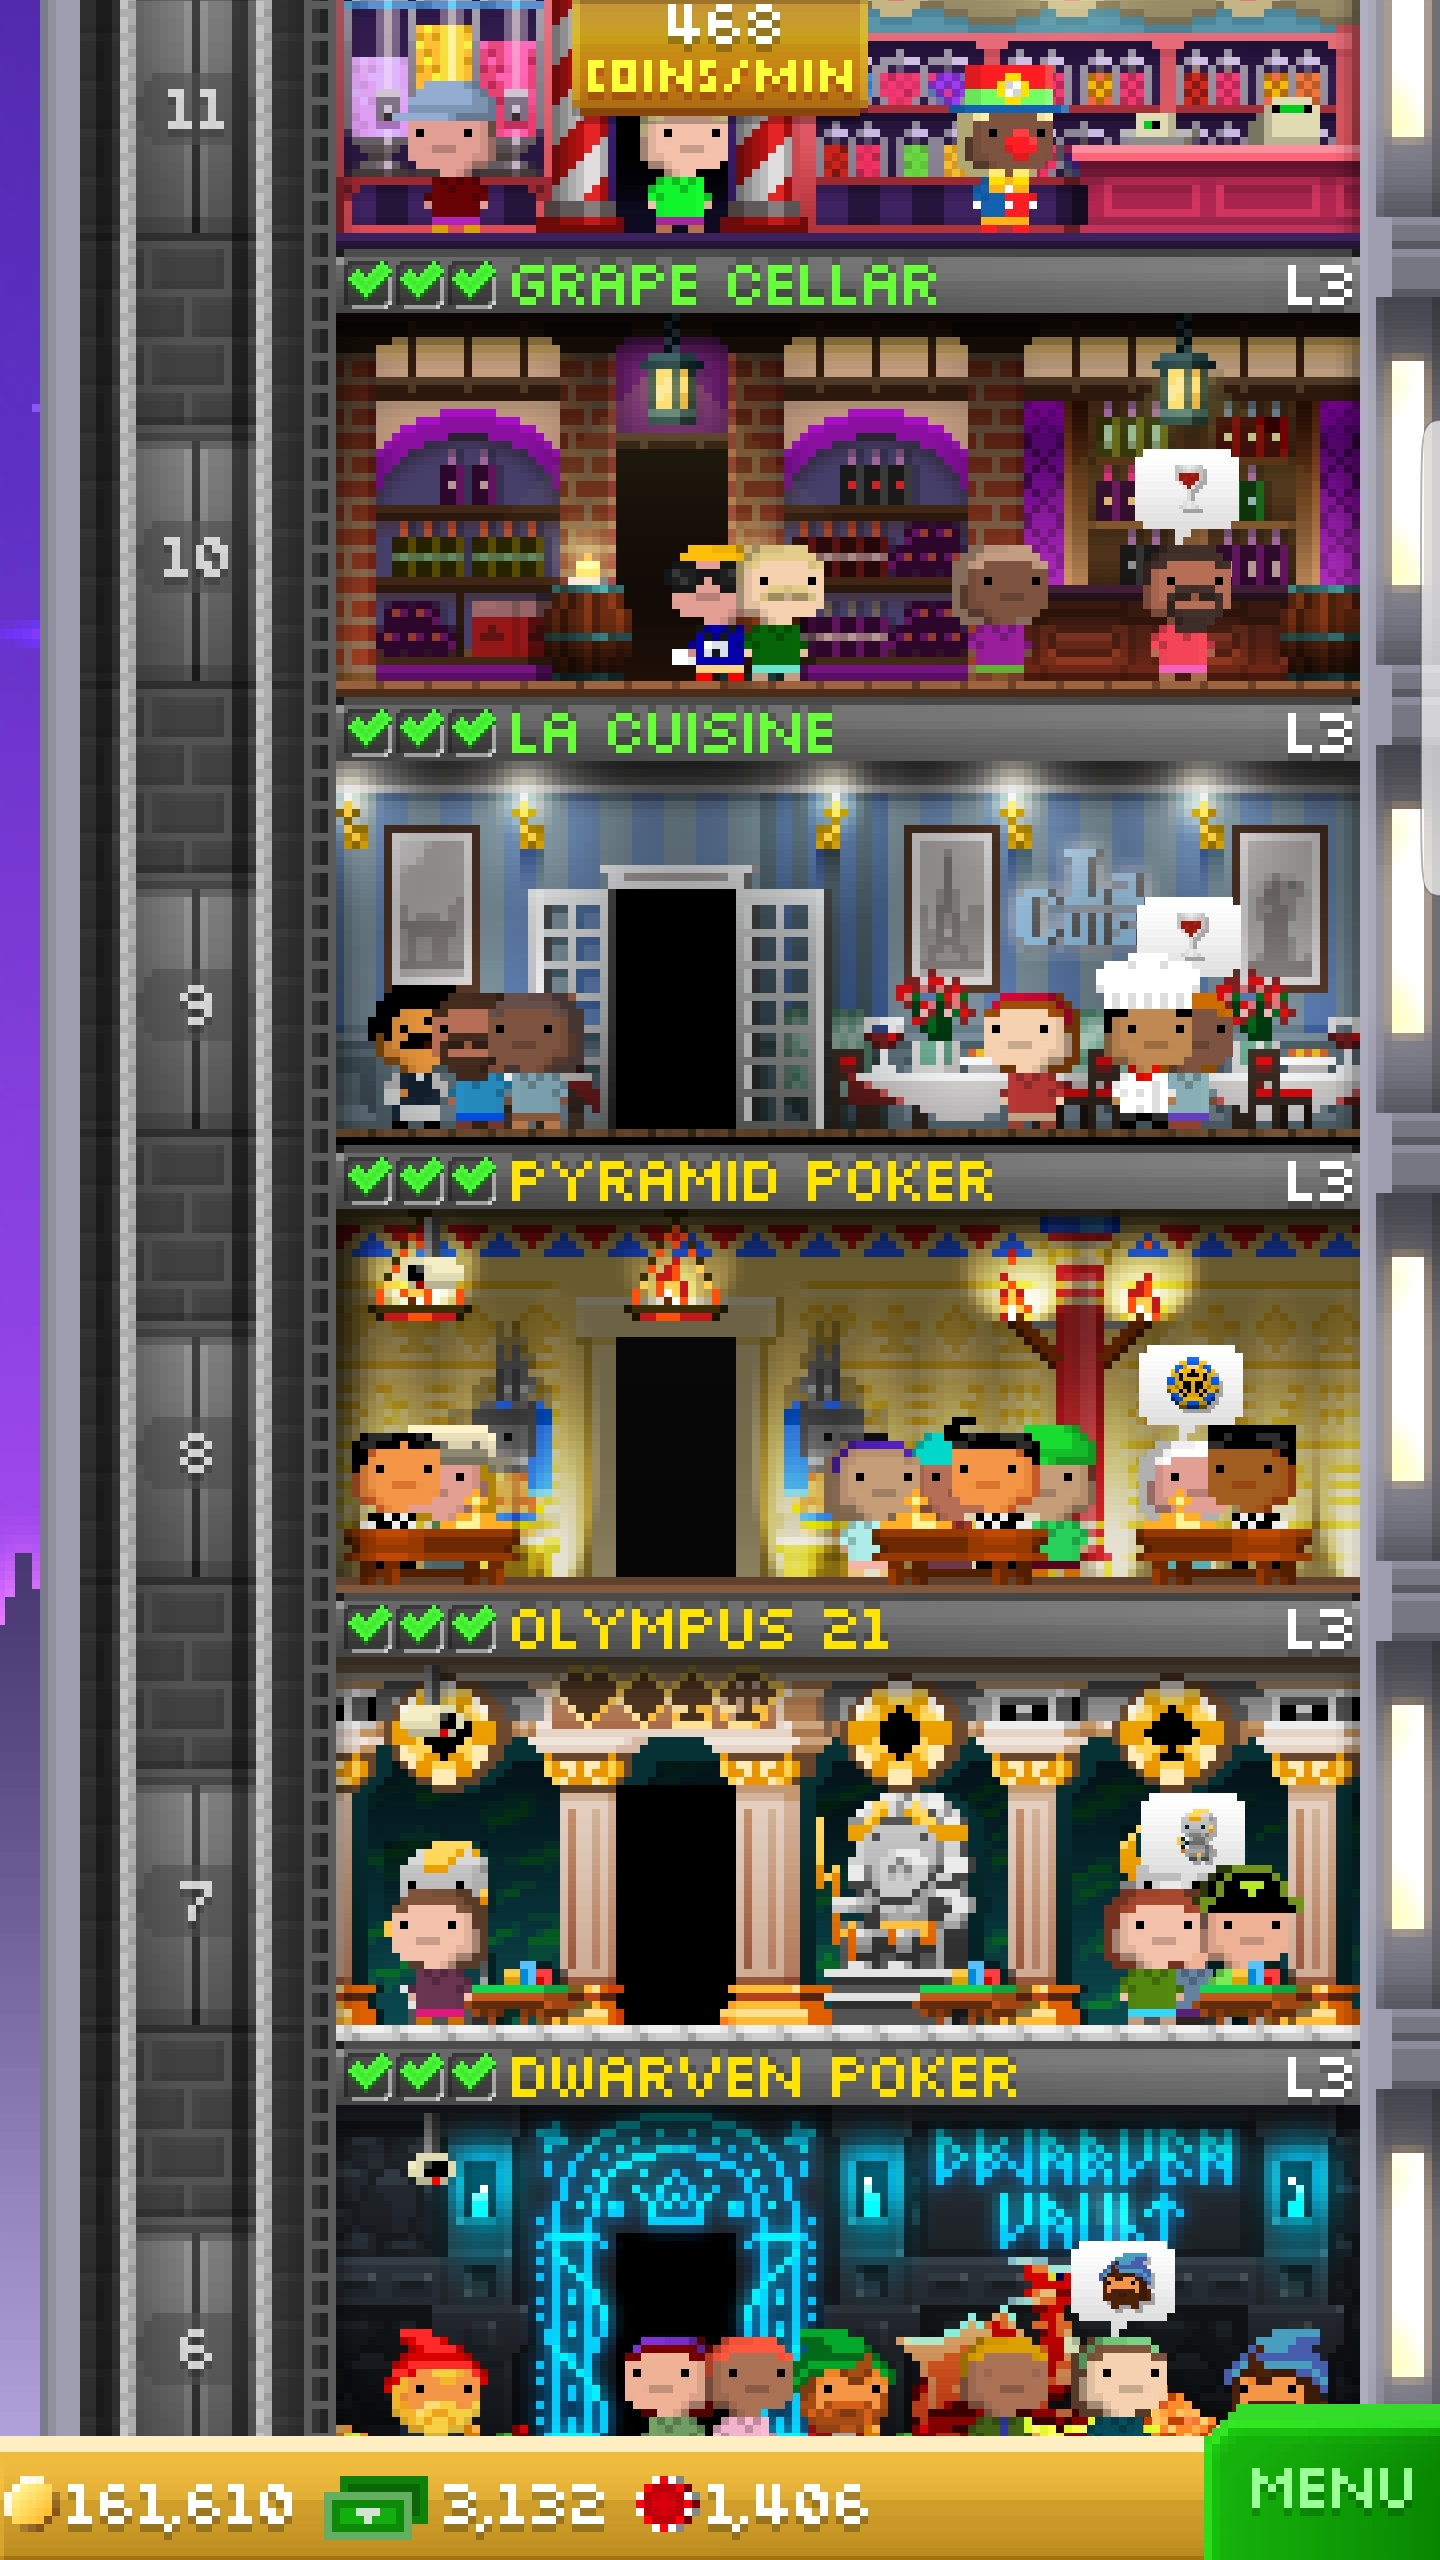 468
COINS/MIN
11
GRAPE CELLAR L3
10
LA CUISINE L3
La
9
PYRAMID POKER L3
8
OLYMPUS 21 L3
7
DWARVEN POKER L3
DWARVEN
VAULT
6
161,610 3,132 1,406
MENU